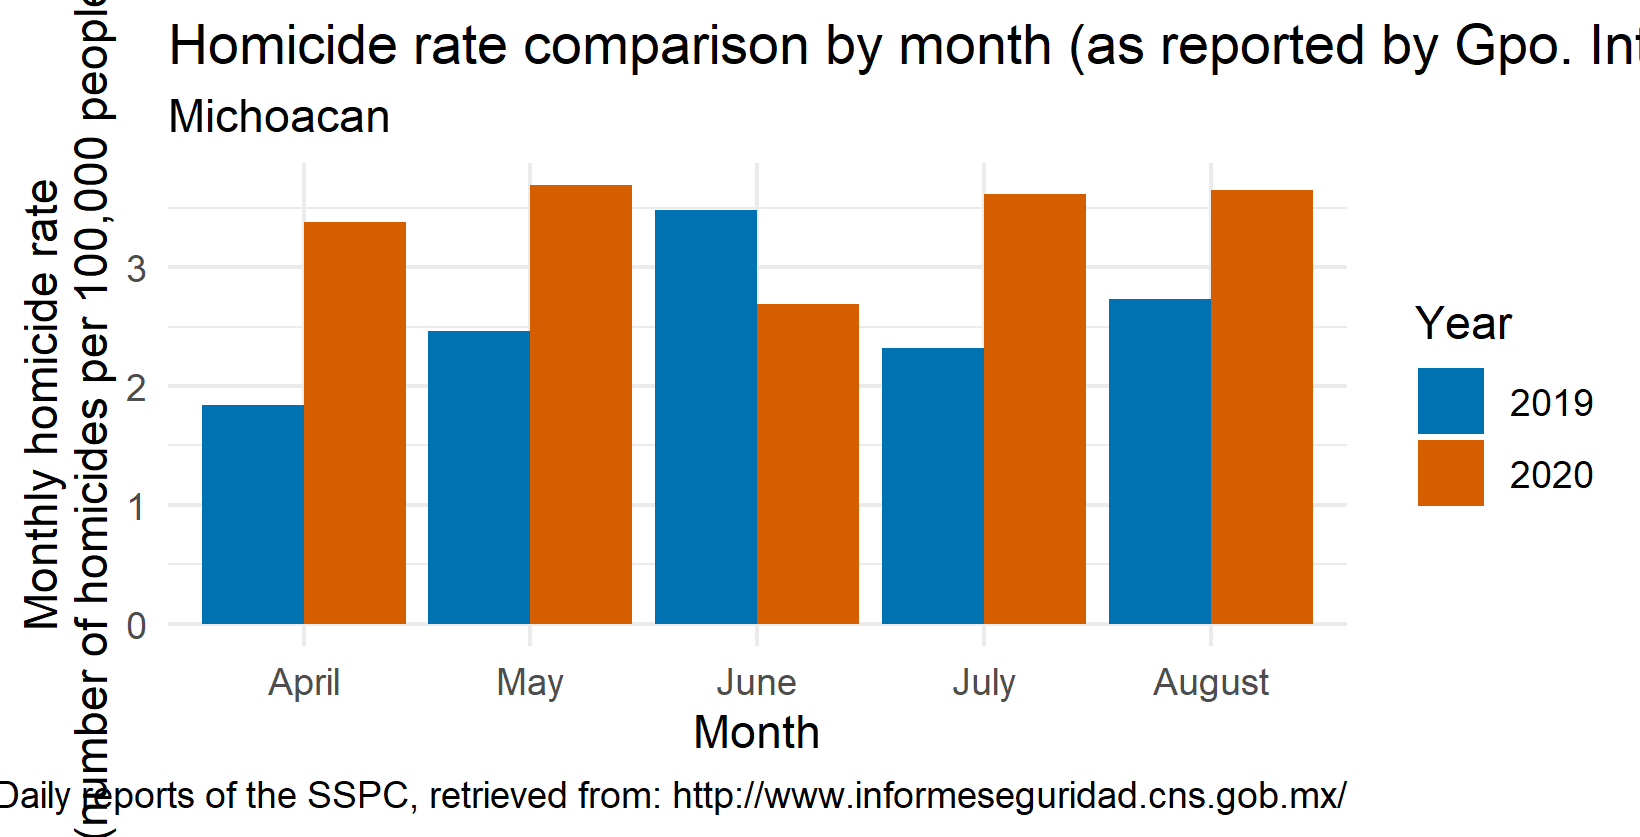 Homicide rate comparison by month (as reported by Gpo.
Michoacan
Monthly homicide rate
(number of homicides per 100,000 people
3
2
1
0
April
May
June
July
August
Month
Year
2019
2020
Daily reports of the SSPC, retrieved from: http://www.informeseguridad.cns.gob.mx/